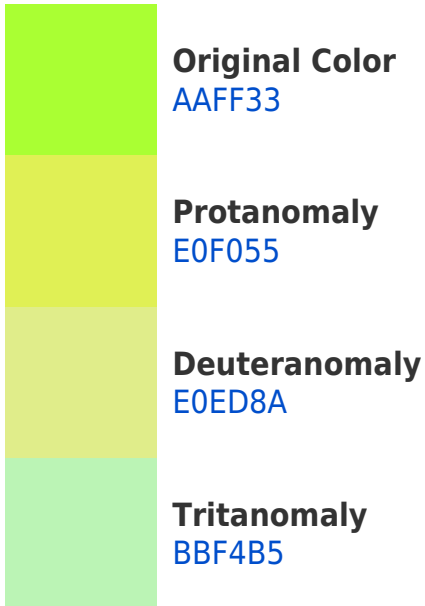 Original Color
AAFF33
Protanomaly
E0F055
Deuteranomaly
E0ED8A
Tritanomaly
BBF4B5